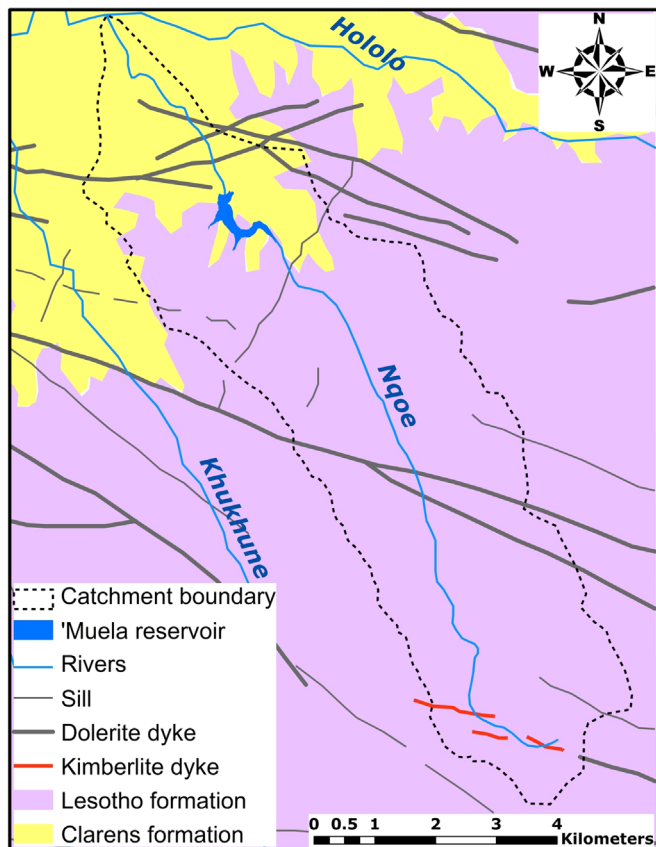 Hololo
N
W E
S
Nqoe
Khukhune
Catchment boundary
'Muela reservoir
Rivers
Sill
Dolerite dyke
Kimberlite dyke
Lesotho formation
Clarens formation
0 0.5 1 2 3 4
Kilometers